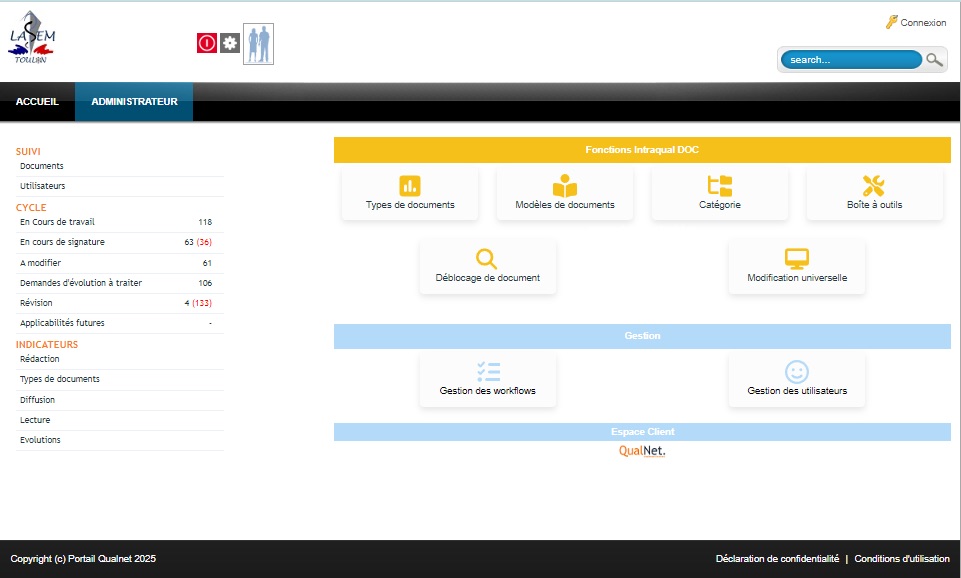 LASEM
TOULON
Connexion
search...
ACCUEIL
ADMINISTRATEUR
SUIVI
Documents
Utilisateurs
CYCLE
En Cours de travail 118
En cours de signature 63 (36)
A modifier 61
Demandes d'évolution à traiter 106
Révision 4 (133)
Applicabilités futures -
INDICATEURS
Rédaction
Types de documents
Diffusion
Lecture
Evolutions
Fonctions Intraqual DOC
Types de documents
Modèles de documents
Catégorie
Boîte à outils
Déblocage de document
Modification universelle
Gestion
Gestion des workflows
Gestion des utilisateurs
Espace Client
QualNet.
Copyright (c) Portail Qualnet 2025
Déclaration de confidentialité | Conditions d'utilisation